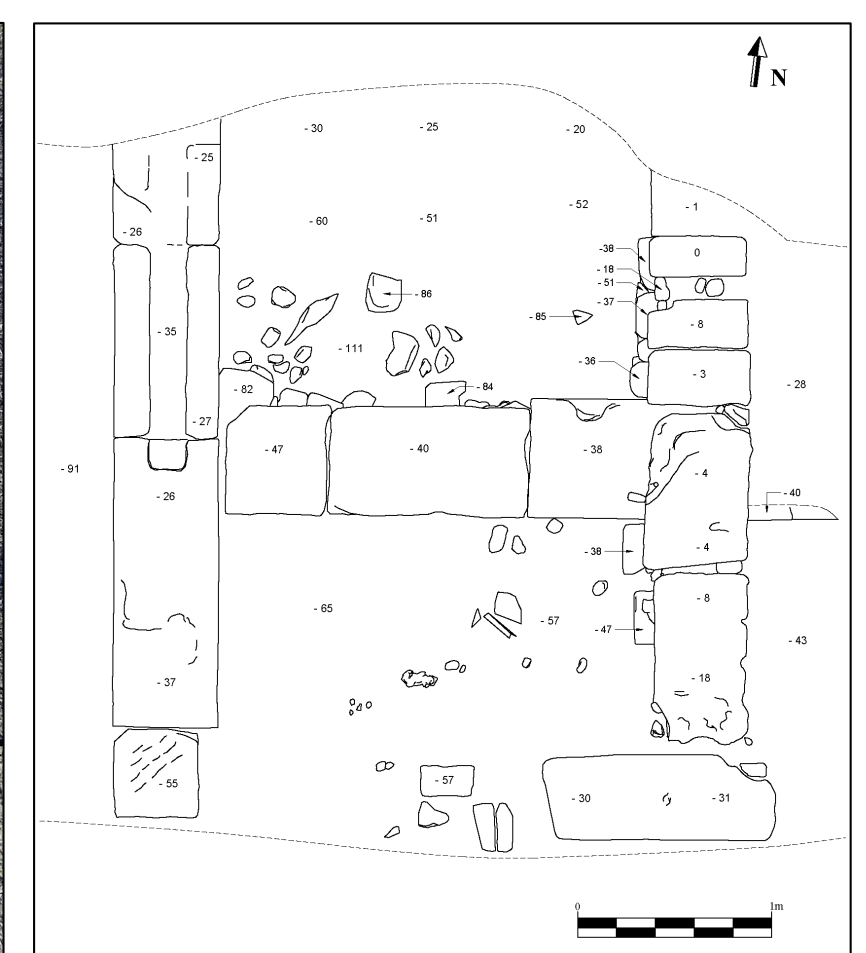 N
- 30 - 25 - 20
- 25
- 60 - 51 - 52 - 1
- 26
-38 0
- 18
- 51
- 37
- 86
- 85
- 35 - 8
- 111
- 36 - 3
- 82 - 84 - 28
- 27
- 47 - 40 -38
- 91
- 26 - 4 - 40
- 38 - 4
- 65 - 57 - 8
- 47 - 43
- 37 - 18
- 55 - 57
- 30 - 31
0 1m